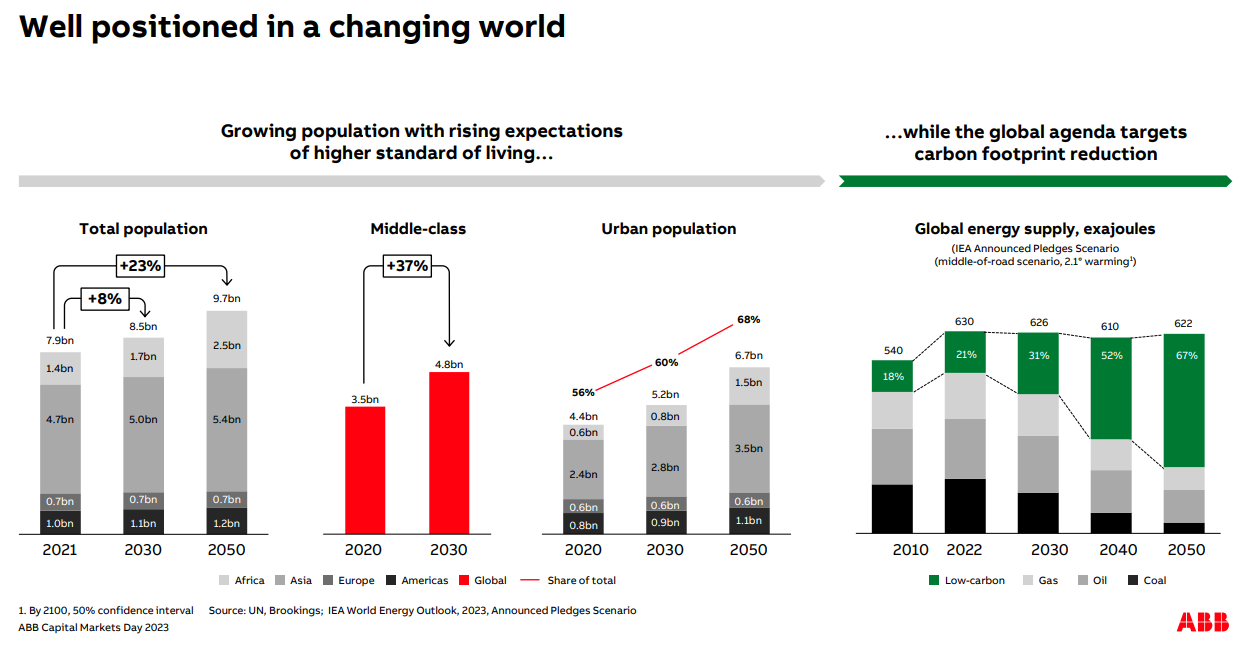 Well positioned in a changing world
Growing population with rising expectations
of higher standard of living...
...while the global agenda targets
carbon footprint reduction
Total population
+23%
+8%
7.9bn
8.5bn
9.7bn
1.4bn
1.7bn
2.5bn
4.7bn
5.0bn
5.4bn
0.7bn
0.7bn
0.7bn
1.0bn
1.1bn
1.2bn
2021
2030
2050
Middle-class
+37%
3.5bn
4.8bn
2020
2030
Urban population
56%
60%
68%
4.4bn
5.2bn
6.7bn
0.6bn
0.8bn
1.5bn
2.4bn
2.8bn
3.5bn
0.6bn
0.6bn
0.6bn
0.8bn
0.9bn
1.1bn
2020
2030
2050
Africa
Asia
Europe
Americas
Global
Share of total
Global energy supply, exajoules
(IEA Announced Pledges Scenario
(middle-of-road scenario, 2.1° warming¹)
540
630
626
610
622
18%
21%
31%
52%
67%
2010
2022
2030
2040
2050
Low-carbon
Gas
Oil
Coal
1. By 2100, 50% confidence interval Source: UN, Brookings; IEA World Energy Outlook, 2023, Announced Pledges Scenario
ABB Capital Markets Day 2023
ABB